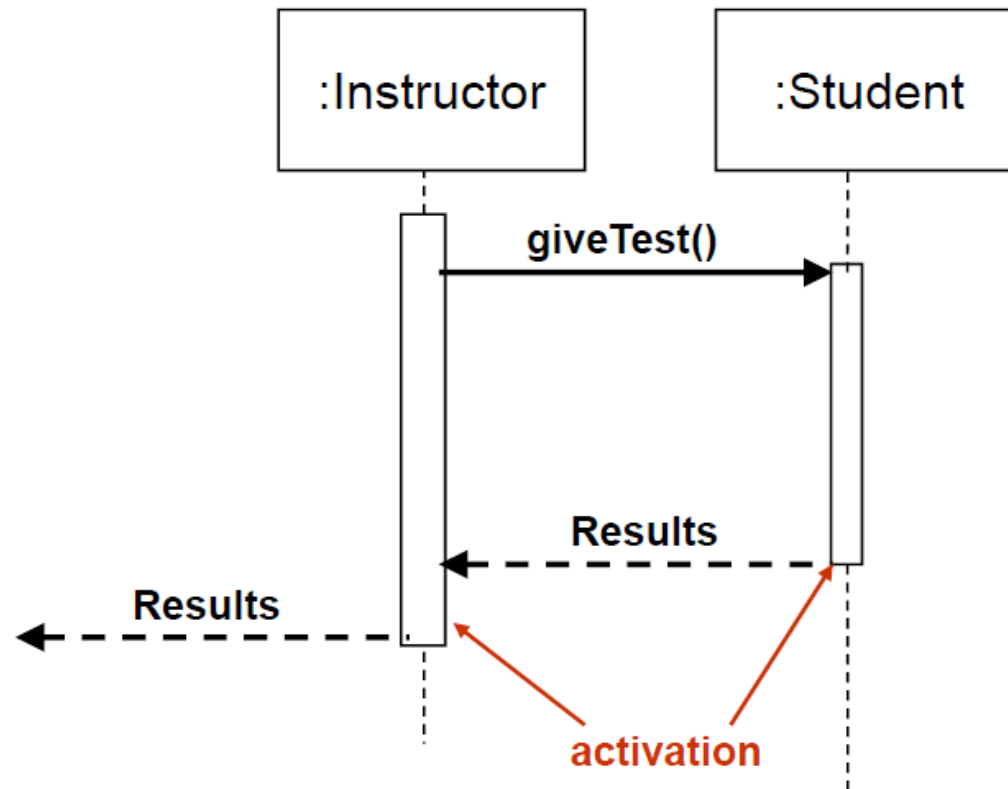 :Instructor
:Student
giveTest()
Results
Results
activation